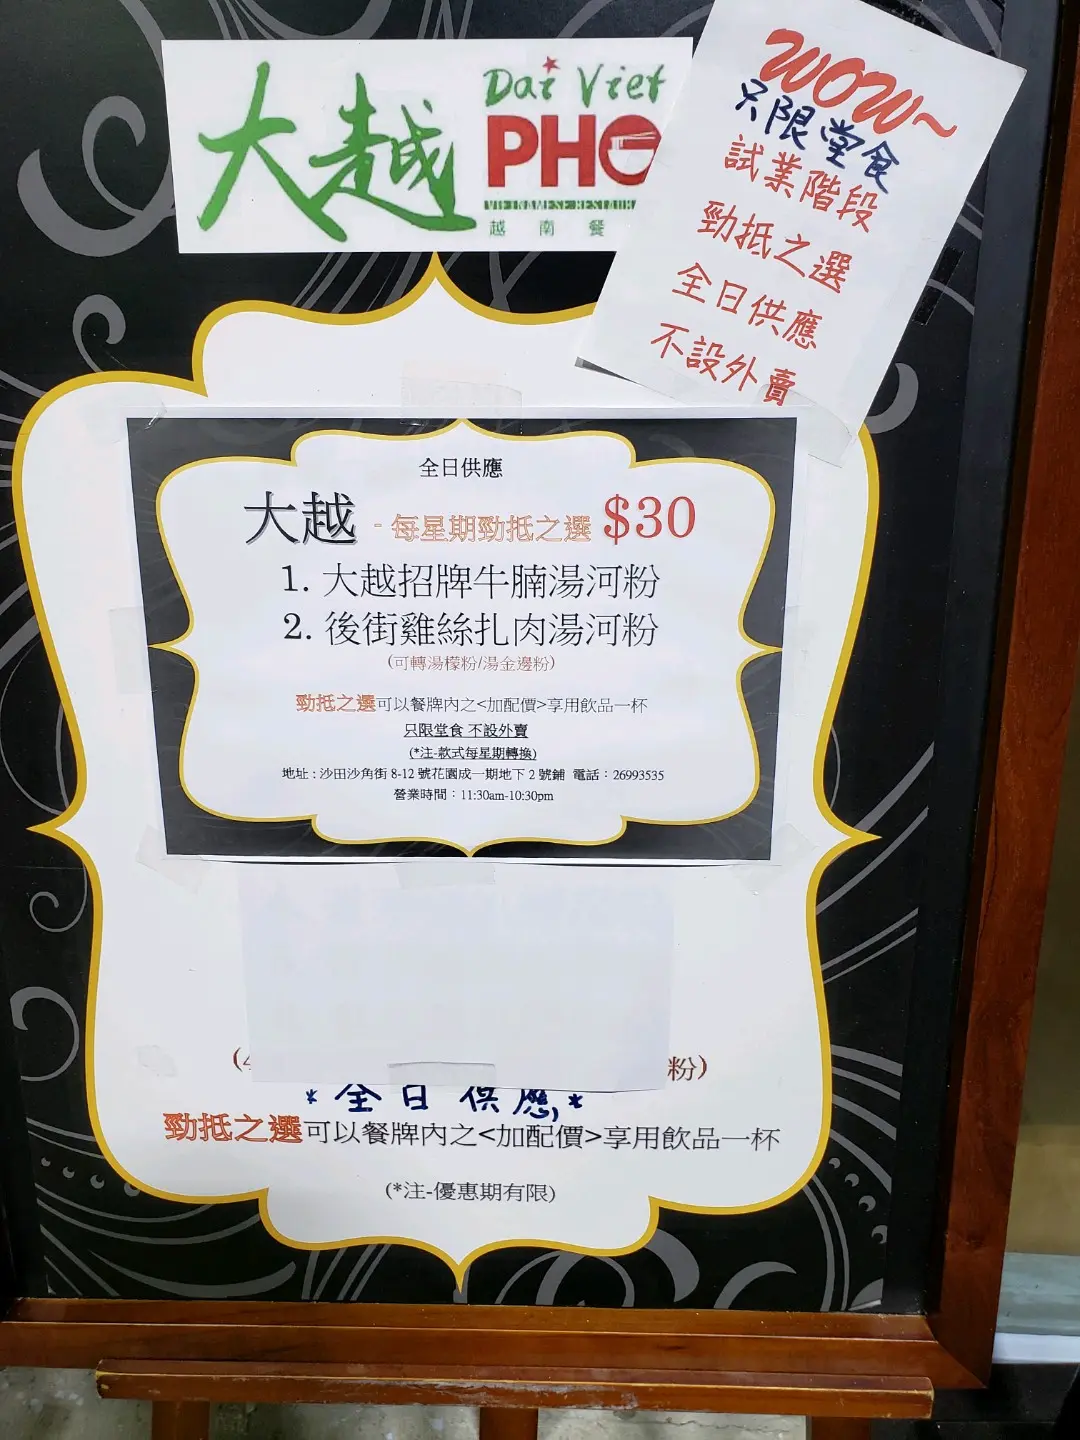 大越
Dai Viet
PHO
VIETNAMESE RESTAURA
越南餐
WOW~
只限堂食
試業階段
勁抵之選
全日供應
不設外賣
全日供應
大越 - 每星期勁抵之選 $30
1. 大越招牌牛腩湯河粉
2. 後街雞絲扎肉湯河粉
(可轉湯檬粉/湯金邊粉)
勁抵之選可以餐牌內之<加配價>享用飲品一杯
只限堂食 不設外賣
(*注-款式每星期轉換)
地址：沙田沙角街 8-12 號花園成一期地下 2 號鋪 電話：26993535
營業時間：11:30am-10:30pm
粉)
*全日供應*
勁抵之選可以餐牌內之<加配價>享用飲品一杯
(*注-優惠期有限)